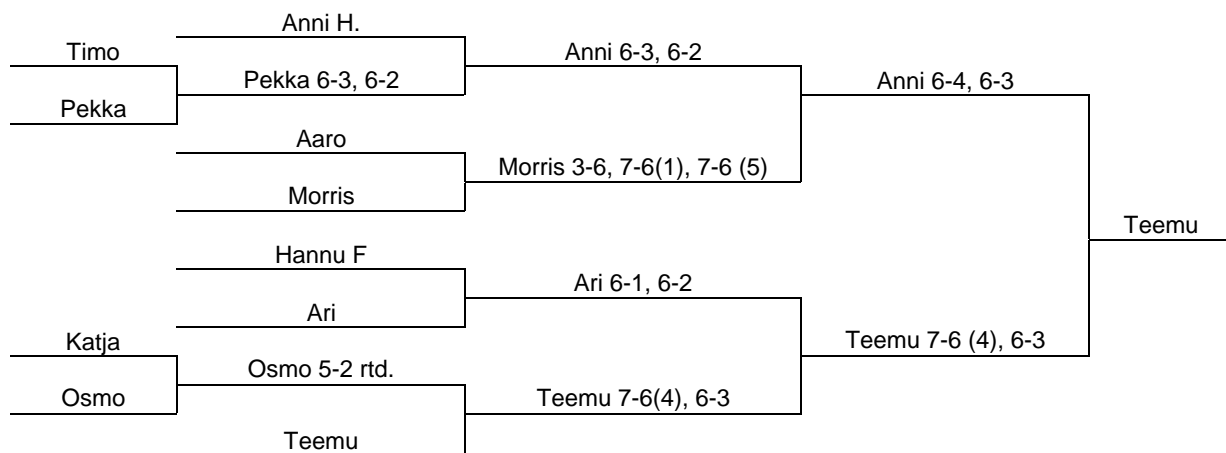 Anni H.
Timo
Anni 6-3, 6-2
Pekka 6-3, 6-2
Anni 6-4, 6-3
Pekka
Aaro
Morris 3-6, 7-6(1), 7-6 (5)
Morris
Teemu
Hannu F
Ari 6-1, 6-2
Ari
Katja
Teemu 7-6 (4), 6-3
Osmo 5-2 rtd.
Osmo
Teemu 7-6(4), 6-3
Teemu